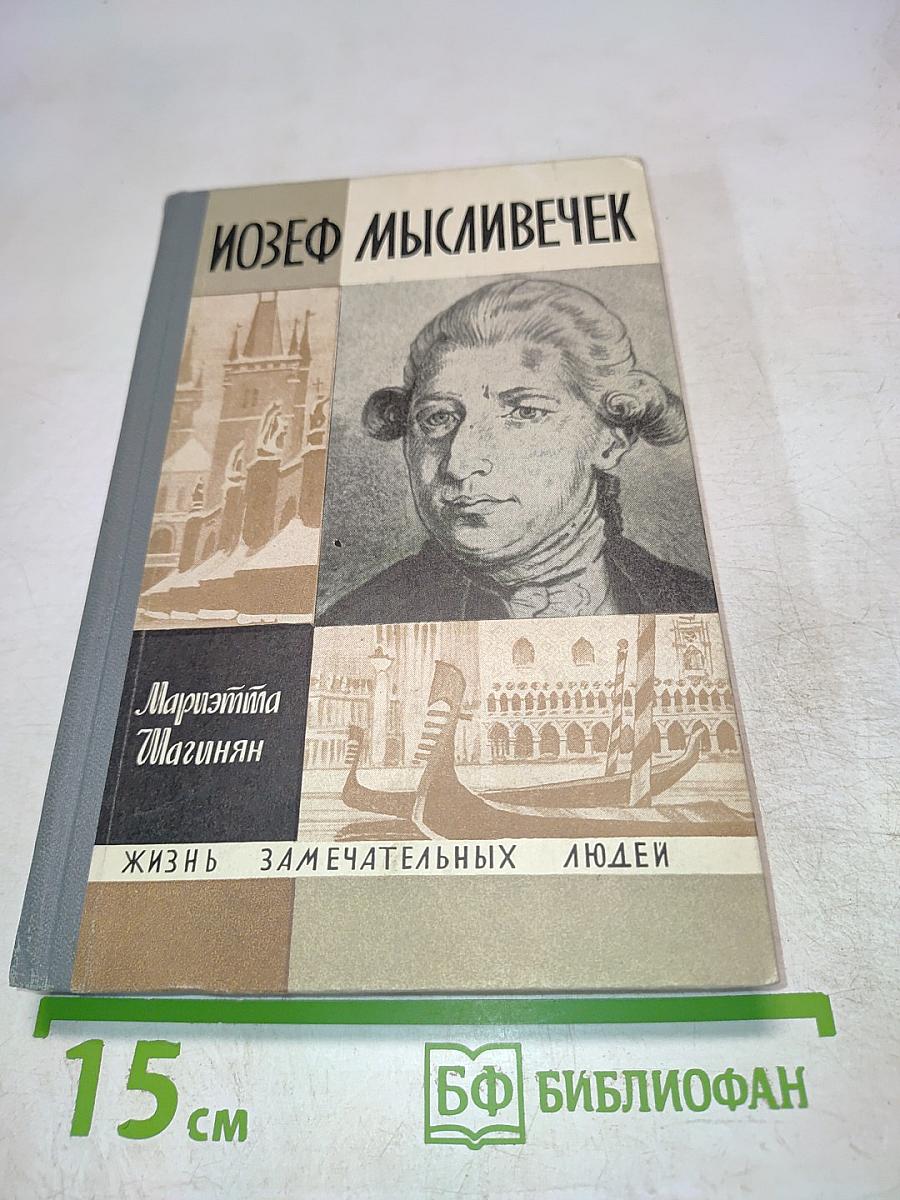 ИОЗЕФ МЫСЛИВЕЧЕК
Мариэтта
Шагинян
ЖИЗНЬ ЗАМЕЧАТЕЛЬНЫХ ЛЮДЕЙ
15 см
БФ БИБЛИОФАН